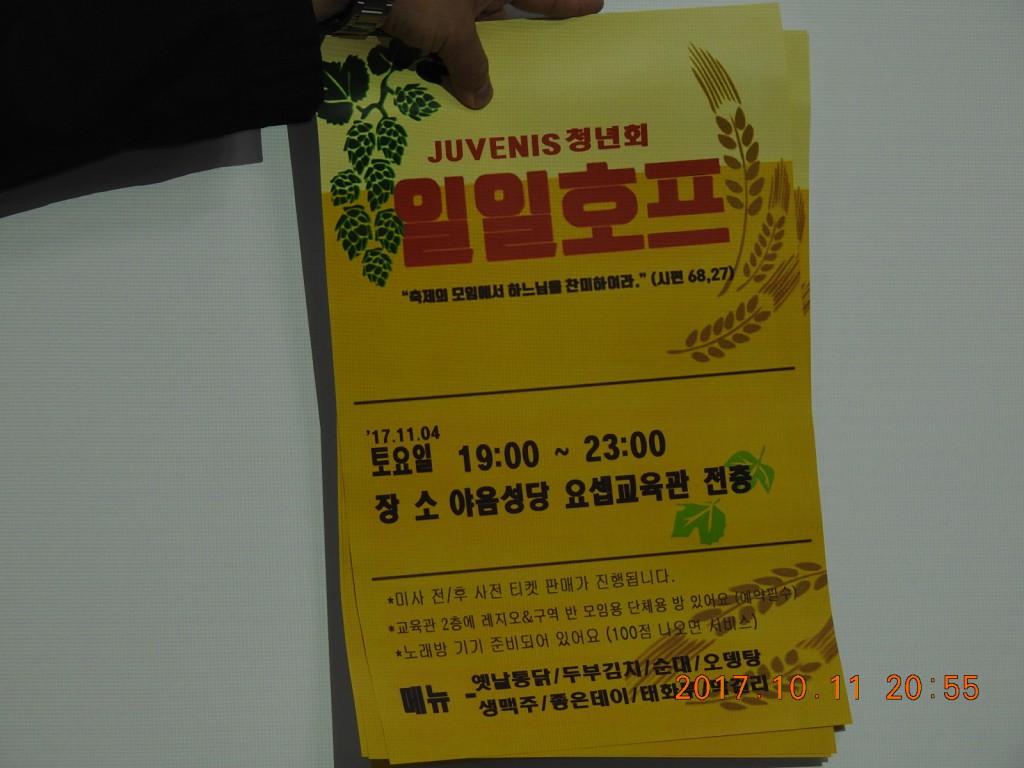 JUVENIS 청년회
일일호프
"축제의 모임에서 하느님을 찬미하여라." (시편 68,27)
'17.11.04
토요일 19:00 ~ 23:00
장 소 야음성당 요셉교육관 전층
*미사 전/후 사전 티켓 판매가 진행됩니다.
*교육관 2층에 레지오&구역 반 모임용 단체용 방 있어요 (예약필수)
*노래방 기기 준비되어 있어요 (100점 나오면 서비스)
메뉴 - 옛날통닭/두부김치/순대/오뎅탕
생맥주/좋은데이/태화
2017.10.11 20:55